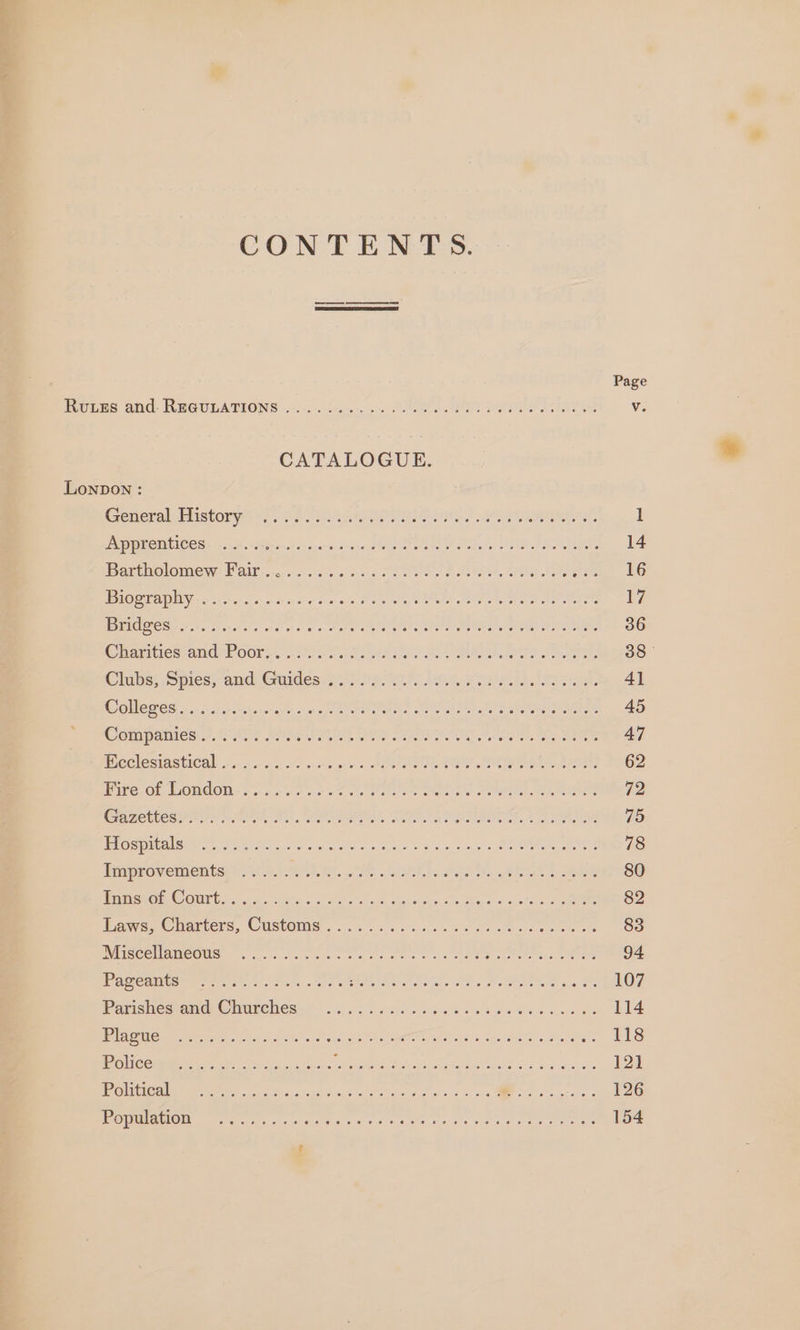 CONTENTS.
Page
RULES and REGULATIONS .................... v.
CATALOGUE.
LONDON :
General History .................... 1
Apprentices .................... 14
Bartholomew Fair .................... 16
Biography .................... 17
Bridges .................... 36
Charities and Poor .................... 38
Clubs, Spies, and Guides .................... 41
Colleges .................... 45
Companies .................... 47
Ecclesiastical .................... 62
Fire of London .................... 72
Gazettes .................... 75
Hospitals .................... 78
Improvements .................... 80
Inns of Court .................... 82
Laws, Charters, Customs .................... 83
Miscellaneous .................... 94
Pageants .................... 107
Parishes and Churches .................... 114
Plague .................... 118
Police .................... 121
Political .................... 126
Population .................... 154